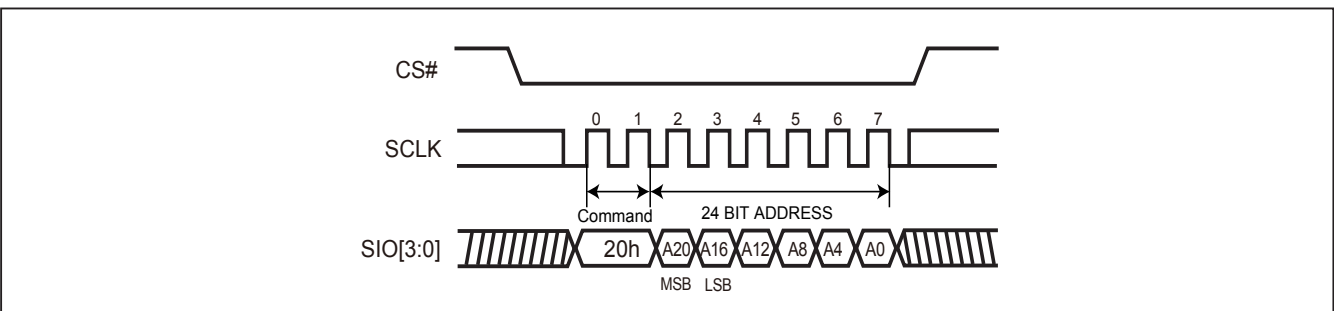 CS#
0 1 2 3 4 5 6 7
SCLK
Command 24 BIT ADDRESS
SIO[3:0] 20h A20 A16 A12 A8 A4 A0
MSB LSB